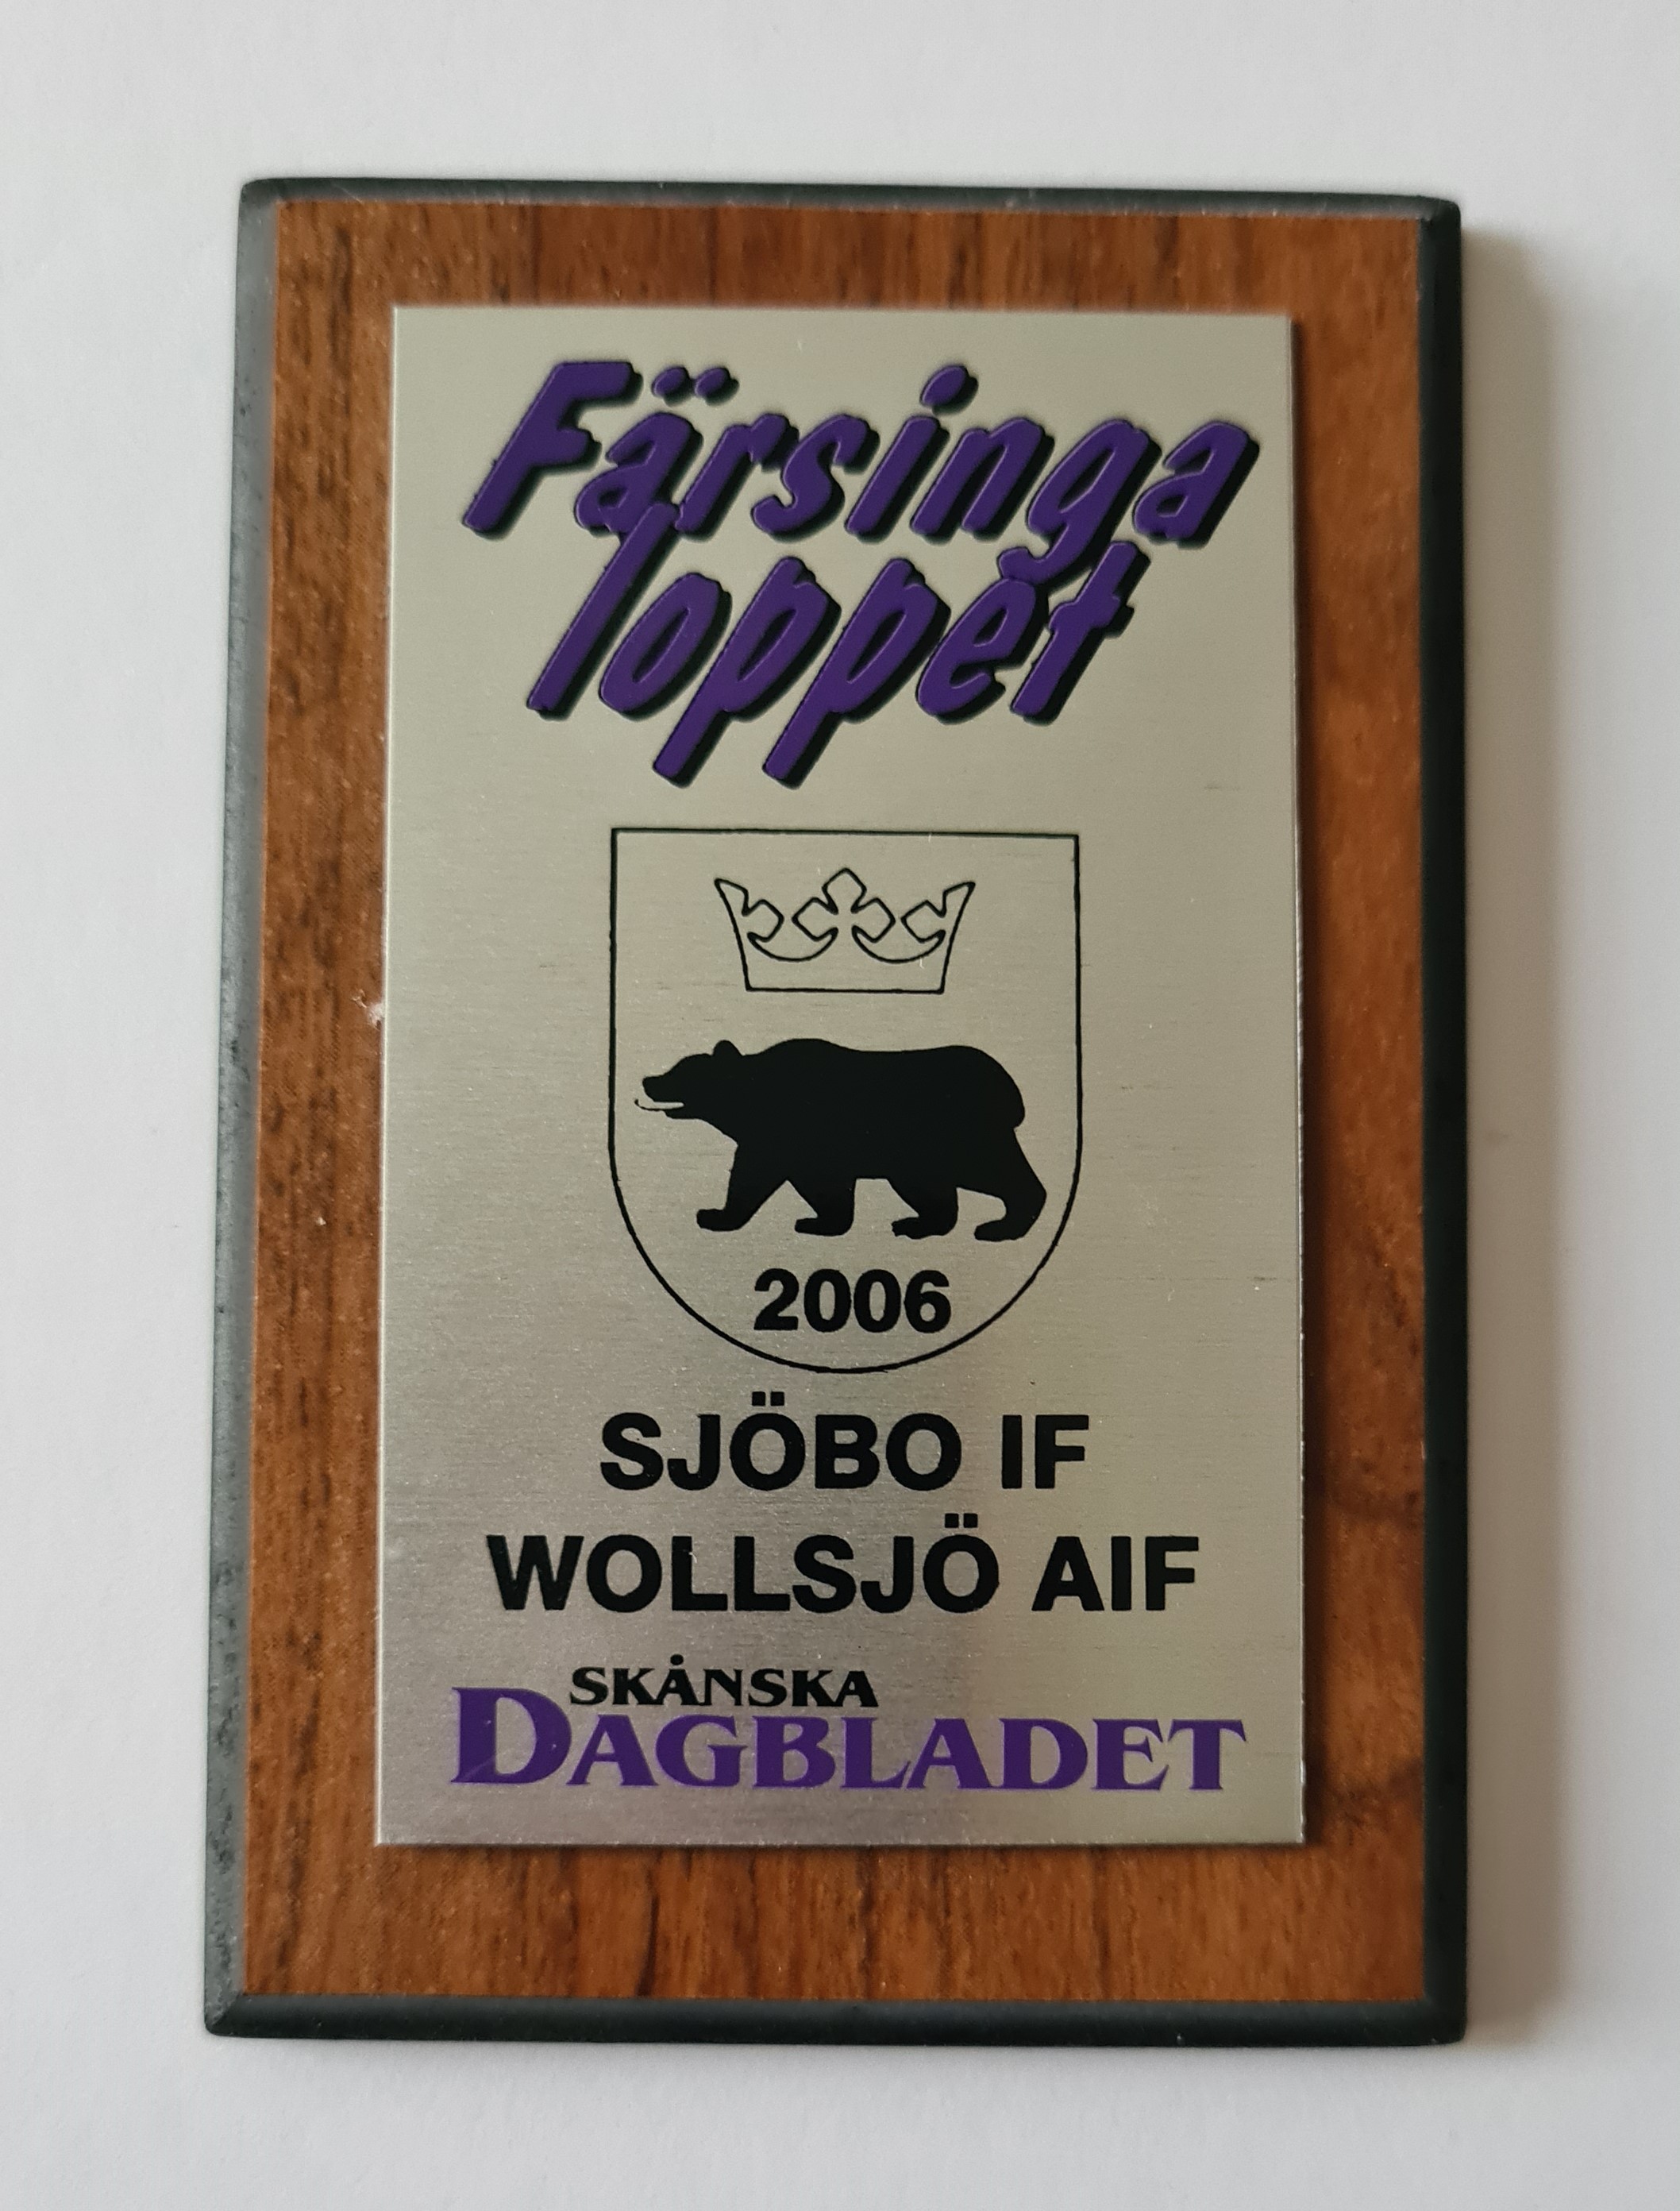 Färsinga
loppet
2006
SJÖBO IF
WOLLSJÖ AIF
SKÅNSKA
DAGBLADET